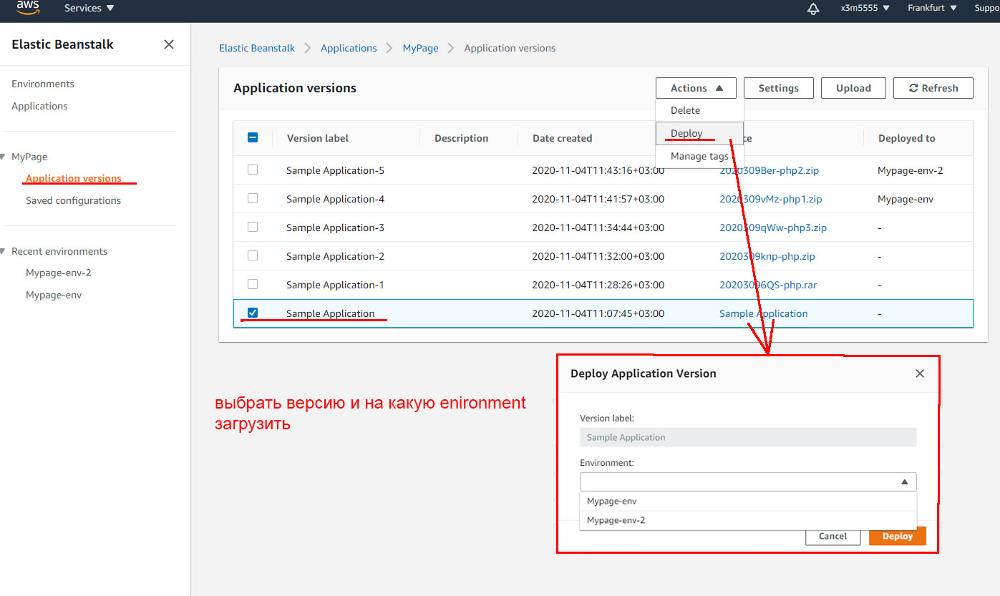 aws
Services
x3m5555
Frankfurt
Suppo
Elastic Beanstalk
Environments
Applications
MyPage
Application versions
Saved configurations
Recent environments
Mypage-env-2
Mypage-env
Elastic Beanstalk > Applications > MyPage > Application versions
Application versions
Actions
Settings
Upload
Refresh
Delete
Deploy
Manage tags
Version label Description Date created ce Deployed to
Sample Application-5 2020-11-04T11:43:16+03:00 2020309Ber-php2.zip Mypage-env-2
Sample Application-4 2020-11-04T11:41:57+03:00 2020309vMz-php1.zip Mypage-env
Sample Application-3 2020-11-04T11:34:44+03:00 2020309qWw-php3.zip -
Sample Application-2 2020-11-04T11:32:00+03:00 2020309knp-php.zip -
Sample Application-1 2020-11-04T11:28:26+03:00 20203096QS-php.rar -
Sample Application 2020-11-04T11:07:45+03:00 Sample Application -
выбрать версию и на какую enironment
загрузить
Deploy Application Version
Version label:
Sample Application
Environment:
Mypage-env
Mypage-env-2
Cancel
Deploy